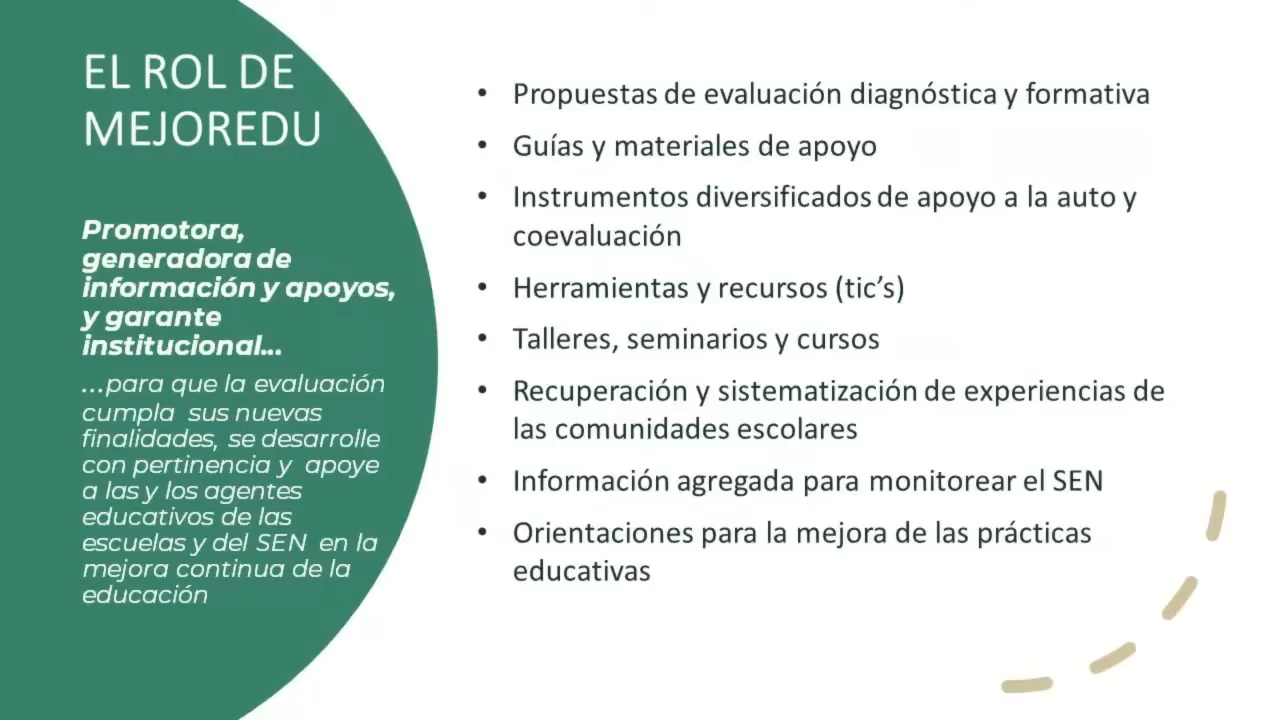 EL ROL DE
MEJOREDU
Promotora,
generadora de
información y apoyos,
y garante
institucional...
...para que la evaluación
cumpla sus nuevas
finalidades, se desarrolle
con pertinencia y apoye
a las y los agentes
educativos de las
escuelas y del SEN en la
mejora continua de la
educación
• Propuestas de evaluación diagnóstica y formativa
• Guías y materiales de apoyo
• Instrumentos diversificados de apoyo a la auto y
coevaluación
• Herramientas y recursos (tic’s)
• Talleres, seminarios y cursos
• Recuperación y sistematización de experiencias de
las comunidades escolares
• Información agregada para monitorear el SEN
• Orientaciones para la mejora de las prácticas
educativas